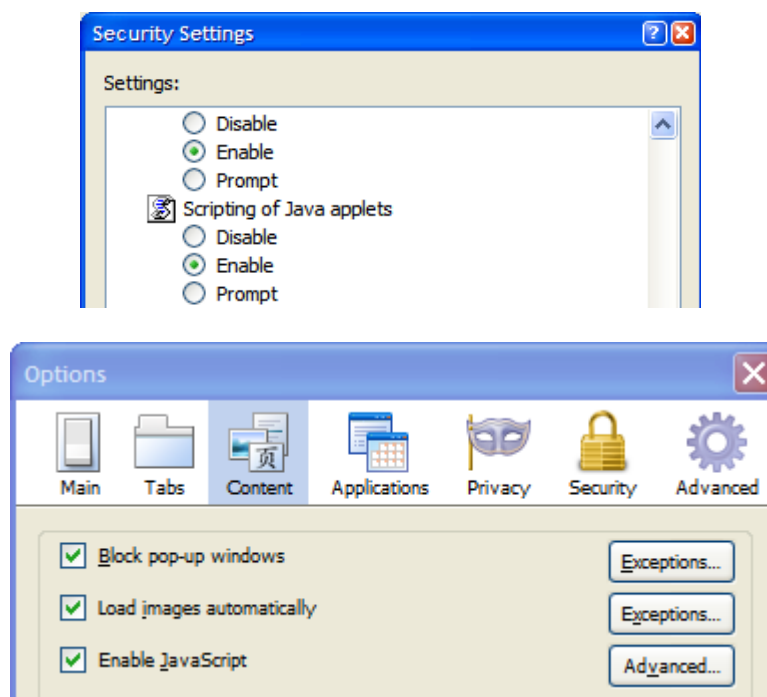 Security Settings
Settings:
Disable
Enable
Prompt
Scripting of Java applets
Disable
Enable
Prompt
Options
页
Main Tabs Content Applications Privacy Security Advanced
Block pop-up windows Exceptions...
Load images automatically Exceptions...
Enable JavaScript Advanced...